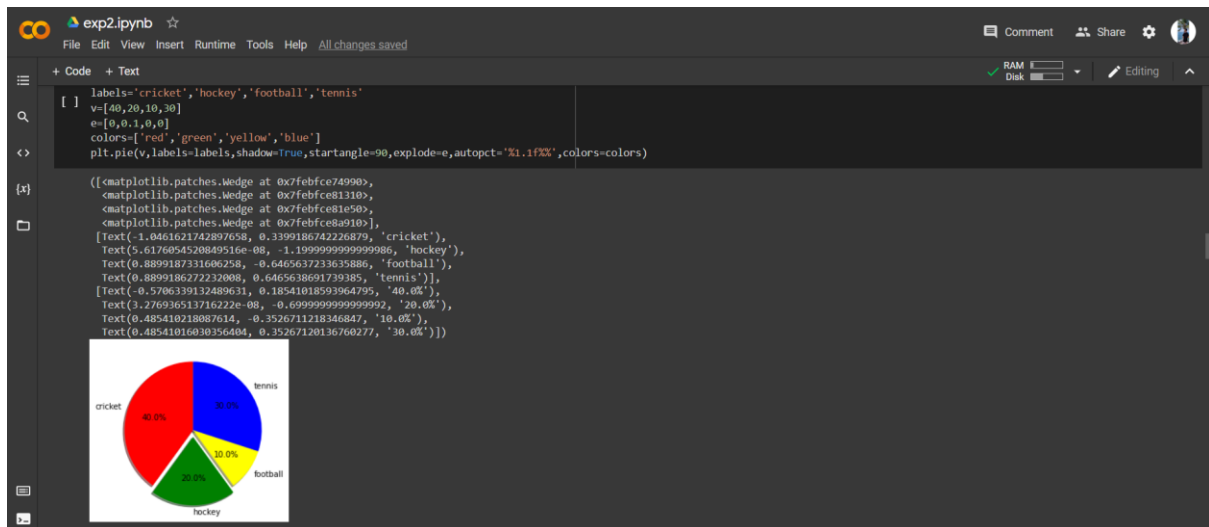 exp2.ipynb
File Edit View Insert Runtime Tools Help All changes saved
Comment Share
+ Code + Text
RAM
Disk
Editing
[ ]
labels='cricket','hockey','football','tennis'
v=[40,20,10,30]
e=[0,0.1,0,0]
colors=['red','green','yellow','blue']
plt.pie(v,labels=labels,shadow=True,startangle=90,explode=e,autopct='%1.1f%%',colors=colors)
{x}
([<matplotlib.patches.Wedge at 0x7febfce74990>,
<matplotlib.patches.Wedge at 0x7febfce81310>,
<matplotlib.patches.Wedge at 0x7febfce81e50>,
<matplotlib.patches.Wedge at 0x7febfce8a910>],
[Text(-1.0461621742897658, 0.3399186742226879, 'cricket'),
Text(5.6176054520849516e-08, -1.1999999999999986, 'hockey'),
Text(0.8899187331606258, -0.6465637233635886, 'football'),
Text(0.8899186272232008, 0.6465638691739385, 'tennis')],
[Text(-0.5706339132489631, 0.18541018593964795, '40.0%'),
Text(3.276936513716222e-08, -0.6999999999999992, '20.0%'),
Text(0.485410218087614, -0.3526711218346847, '10.0%'),
Text(0.48541016030356404, 0.35267120136760277, '30.0%')])
tennis
cricket
30.0%
40.0%
10.0%
football
20.0%
hockey